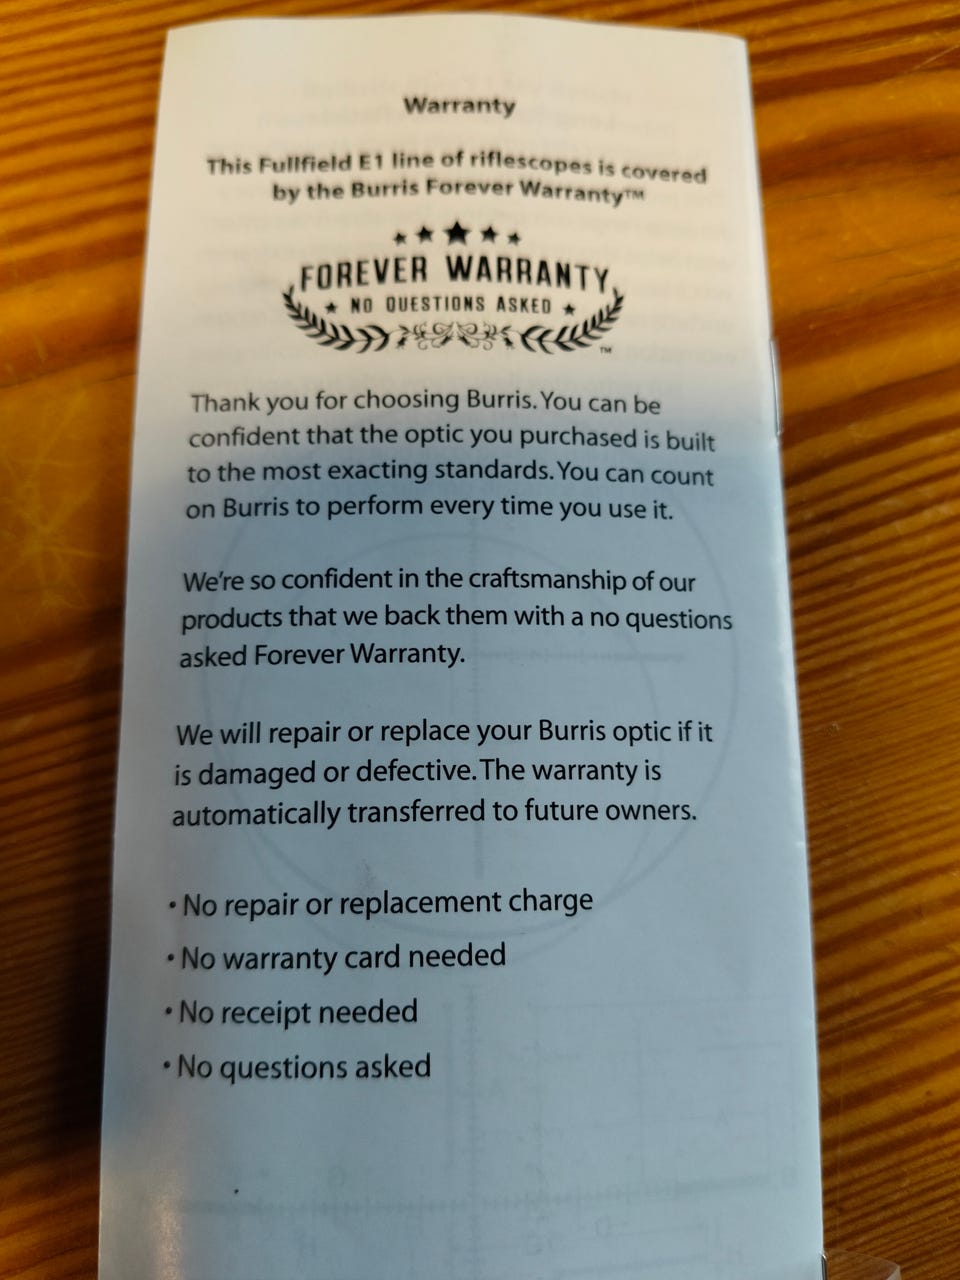 Warranty
This Fullfield E1 line of riflescopes is covered
by the Burris Forever Warranty™
FOREVER WARRANTY
NO QUESTIONS ASKED
™
Thank you for choosing Burris. You can be
confident that the optic you purchased is built
to the most exacting standards. You can count
on Burris to perform every time you use it.
We're so confident in the craftsmanship of our
products that we back them with a no questions
asked Forever Warranty.
We will repair or replace your Burris optic if it
is damaged or defective. The warranty is
automatically transferred to future owners.
• No repair or replacement charge
• No warranty card needed
• No receipt needed
• No questions asked